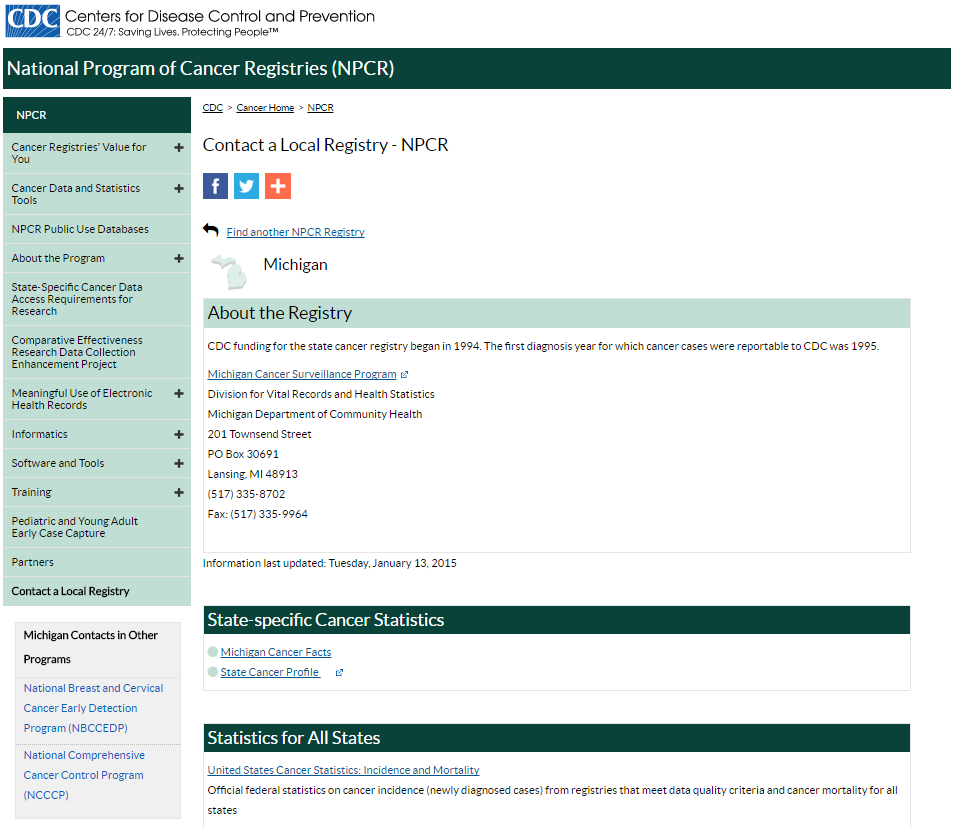 CDC
Centers for Disease Control and Prevention
CDC 24/7: Saving Lives, Protecting People™
National Program of Cancer Registries (NPCR)
NPCR
Cancer Registries' Value for
You
Cancer Data and Statistics
Tools
NPCR Public Use Databases
About the Program
State-Specific Cancer Data
Access Requirements for
Research
Comparative Effectiveness
Research Data Collection
Enhancement Project
Meaningful Use of Electronic
Health Records
Informatics
Software and Tools
Training
Pediatric and Young Adult
Early Case Capture
Partners
Contact a Local Registry
Michigan Contacts in Other
Programs
National Breast and Cervical
Cancer Early Detection
Program (NBCCEDP)
National Comprehensive
Cancer Control Program
(NCCCP)
CDC > Cancer Home > NPCR
Contact a Local Registry - NPCR
Find another NPCR Registry
Michigan
About the Registry
CDC funding for the state cancer registry began in 1994. The first diagnosis year for which cancer cases were reportable to CDC was 1995.
Michigan Cancer Surveillance Program
Division for Vital Records and Health Statistics
Michigan Department of Community Health
201 Townsend Street
PO Box 30691
Lansing, MI 48913
(517) 335-8702
Fax: (517) 335-9964
Information last updated: Tuesday, January 13, 2015
State-specific Cancer Statistics
Michigan Cancer Facts
State Cancer Profile
Statistics for All States
United States Cancer Statistics: Incidence and Mortality
Official federal statistics on cancer incidence (newly diagnosed cases) from registries that meet data quality criteria and cancer mortality for all
states